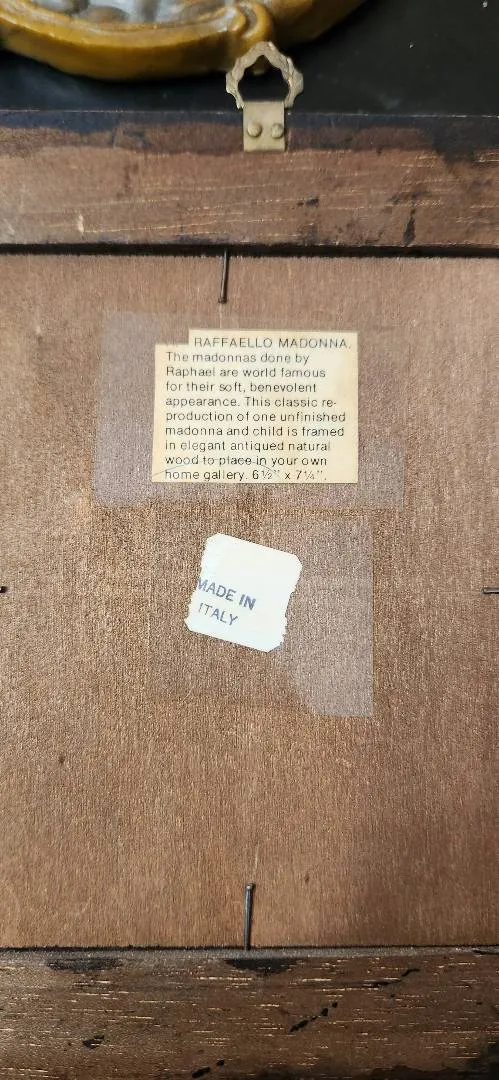 RAFFAELLO MADONNA.
The madonnas done by
Raphael are world famous
for their soft, benevolent
appearance. This classic re-
production of one unfinished
madonna and child is framed
in elegant antiqued natural
wood to place in your own
home gallery. 6½" x 7¼".
MADE IN
ITALY